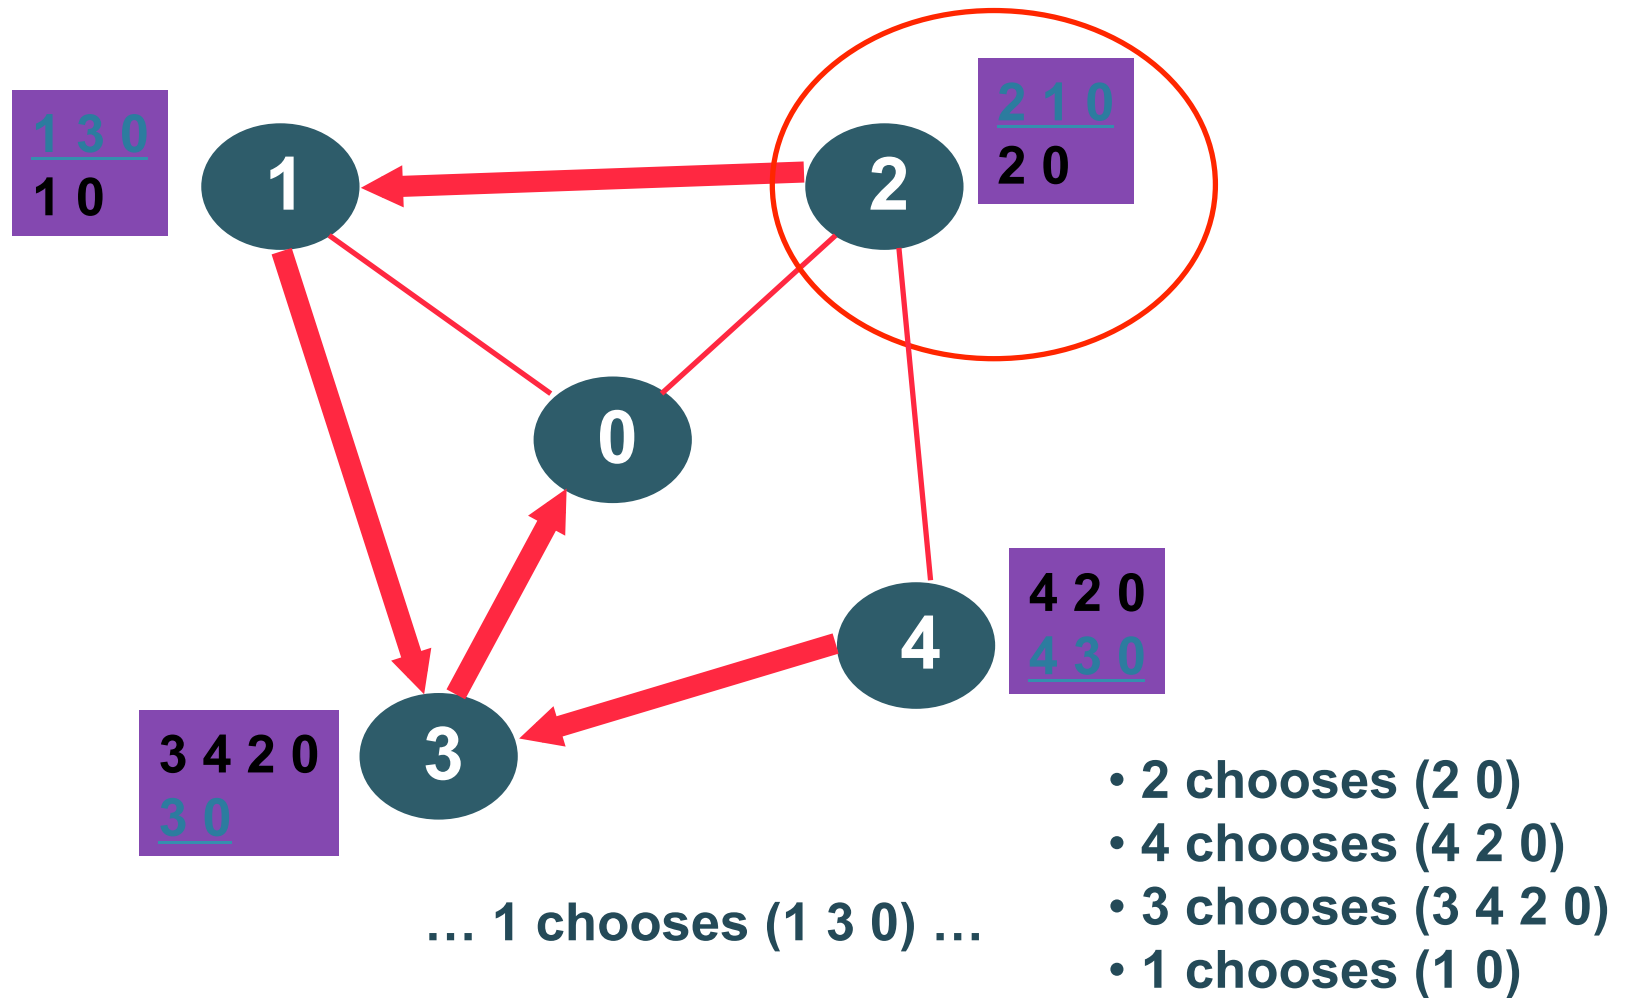 1 3 0
1 0
1
2
2 1 0
2 0
0
4
4 2 0
4 3 0
3 4 2 0
3 0
3
• 2 chooses (2 0)
• 4 chooses (4 2 0)
• 3 chooses (3 4 2 0)
• 1 chooses (1 0)
… 1 chooses (1 3 0) …